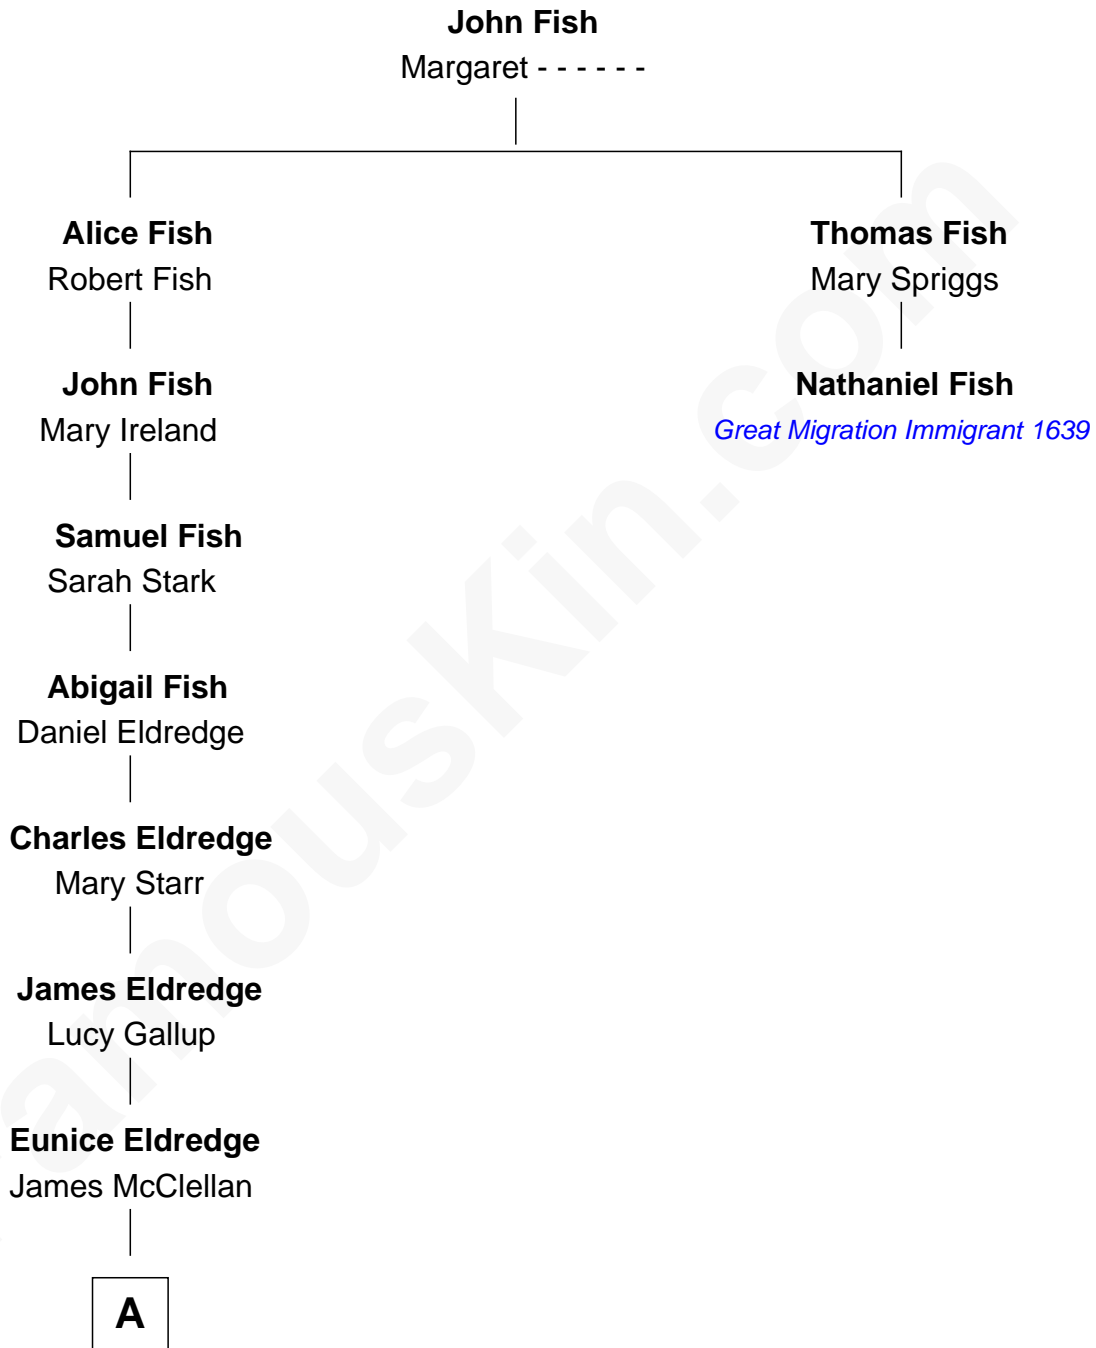 John Fish
Margaret - - - - - -
Alice Fish
Robert Fish
Thomas Fish
Mary Spriggs
John Fish
Mary Ireland
Nathaniel Fish
Great Migration Immigrant 1639
Samuel Fish
Sarah Stark
Abigail Fish
Daniel Eldredge
Charles Eldredge
Mary Starr
James Eldredge
Lucy Gallup
Eunice Eldredge
James McClellan
A
amouskin.com